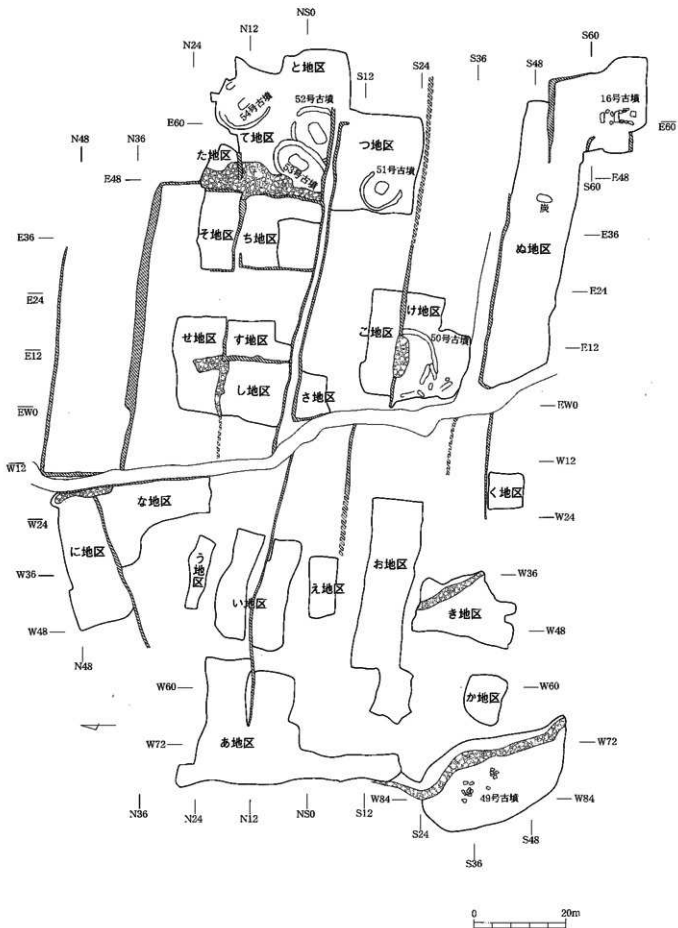 NS0
N12
N24
と地区
S12
S24
S36
S48
S60
52号古墳
54号古墳
16号古墳
E60
て地区
つ地区
E60
N48
N36
た地区
53号古墳
51号古墳
E48
S60
E48
炭
E36
そ地区
ち地区
ぬ地区
E36
E24
け地区
E24
こ地区
せ地区
す地区
50号古墳
E12
E12
し地区
さ地区
EW0
EW0
W12
W12
な地区
く地区
W24
W24
に地区
う地区
お地区
W36
い地区
え地区
W36
き地区
W48
W48
N48
W60
か地区
W60
W72
あ地区
W72
W84
49号古墳
W84
N36
N24
N12
NS0
S12
S24
S48
S36
0
20m